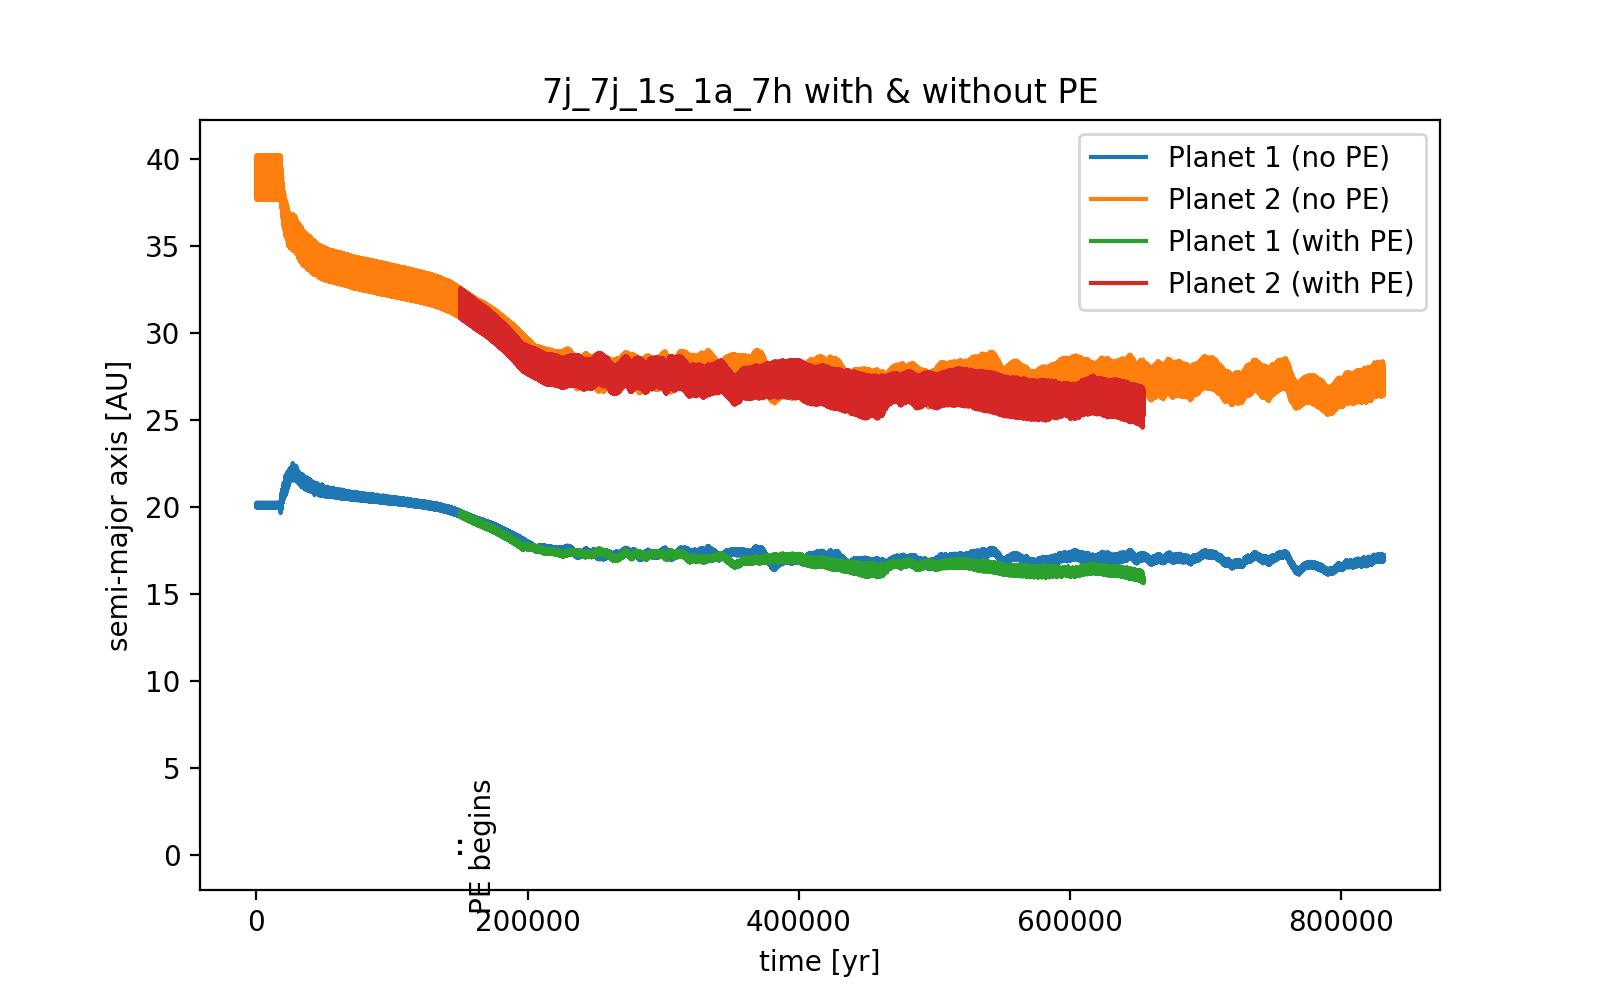 7j_7j_1s_1a_7h with & without PE
Planet 1 (no PE)
Planet 2 (no PE)
Planet 1 (with PE)
Planet 2 (with PE)
semi-major axis [AU]
40
35
30
25
20
15
10
5
0
PE begins
0
200000
400000
600000
800000
time [yr]